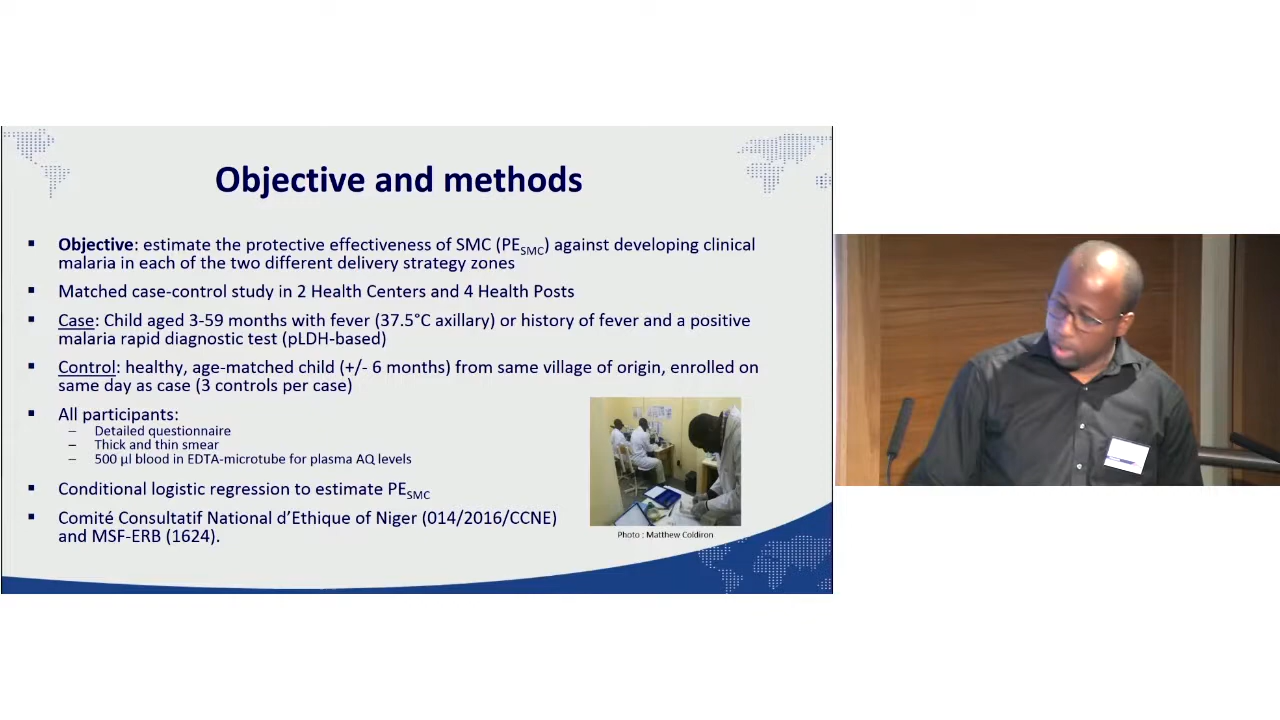 Objective and methods
▪ Objective: estimate the protective effectiveness of SMC (PESMC) against developing clinical
malaria in each of the two different delivery strategy zones
▪ Matched case-control study in 2 Health Centers and 4 Health Posts
▪ Case: Child aged 3-59 months with fever (37.5°C axillary) or history of fever and a positive
malaria rapid diagnostic test (pLDH-based)
▪ Control: healthy, age-matched child (+/- 6 months) from same village of origin, enrolled on
same day as case (3 controls per case)
▪ All participants:
– Detailed questionnaire
– Thick and thin smear
– 500 µl blood in EDTA-microtube for plasma AQ levels
▪ Conditional logistic regression to estimate PESMC
▪ Comité Consultatif National d’Ethique of Niger (014/2016/CCNE)
and MSF-ERB (1624).
Photo : Matthew Coldiron